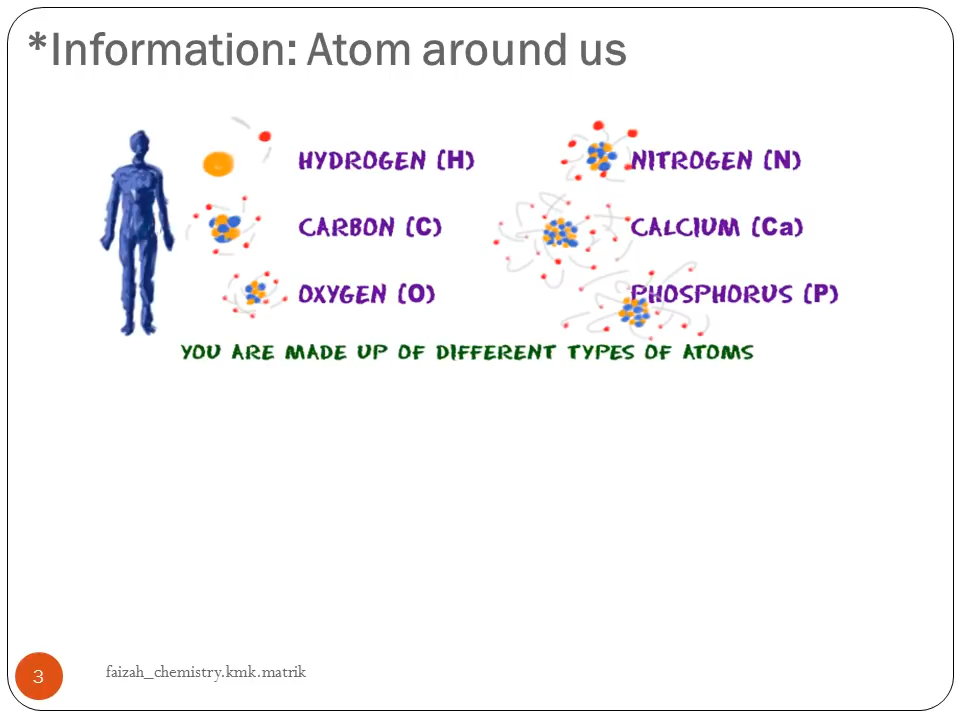 *Information: Atom around us
HYDROGEN (H)
NITROGEN (N)
CARBON (C)
CALCIUM (Ca)
OXYGEN (O)
PHOSPHORUS (P)
YOU ARE MADE UP OF DIFFERENT TYPES OF ATOMS
3
faizah_chemistry.kmk.matrik